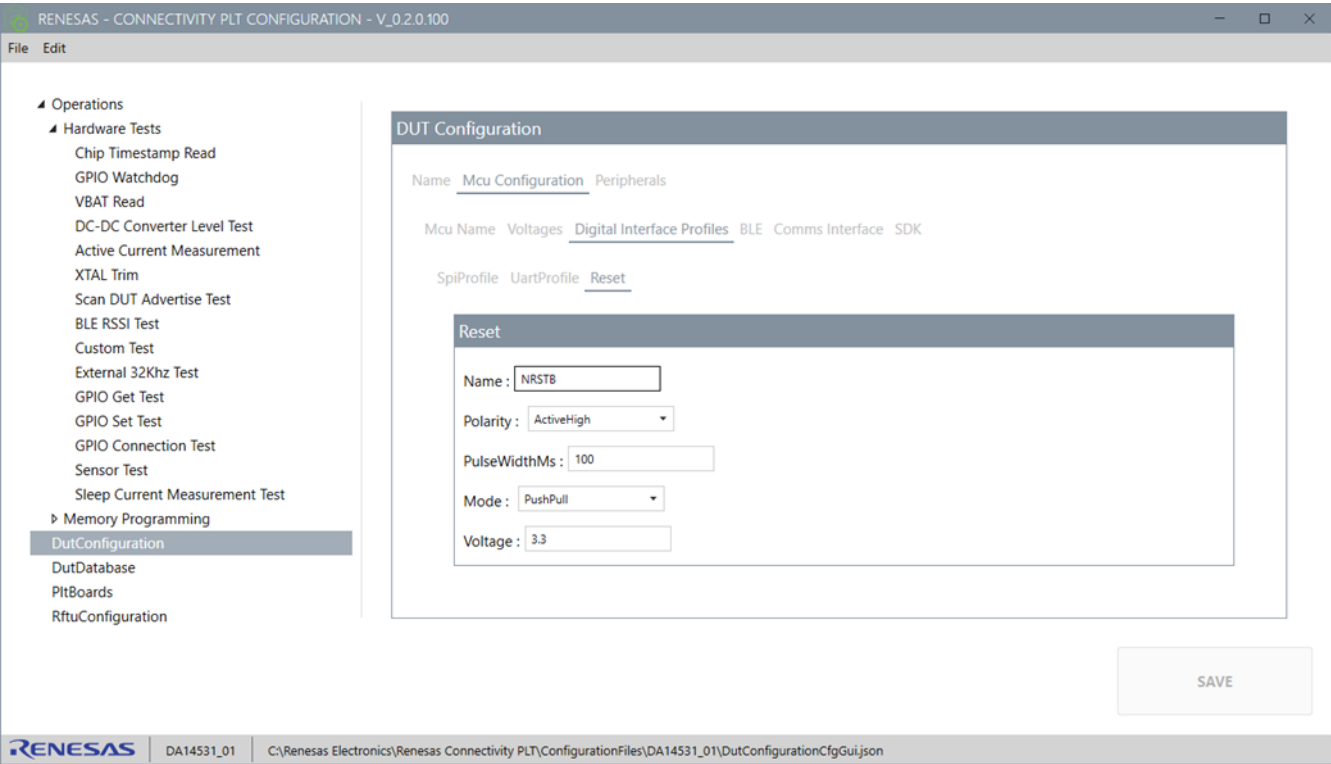 RENESAS - CONNECTIVITY PLT CONFIGURATION - V_0.2.0.100
File Edit
Operations
Hardware Tests
Chip Timestamp Read
GPIO Watchdog
VBAT Read
DC-DC Converter Level Test
Active Current Measurement
XTAL Trim
Scan DUT Advertise Test
BLE RSSI Test
Custom Test
External 32Khz Test
GPIO Get Test
GPIO Set Test
GPIO Connection Test
Sensor Test
Sleep Current Measurement Test
Memory Programming
DutConfiguration
DutDatabase
PltBoards
RftuConfiguration
DUT Configuration
Name Mcu Configuration Peripherals
Mcu Name Voltages Digital Interface Profiles BLE Comms Interface SDK
SpiProfile UartProfile Reset
Reset
Name : NRSTB
Polarity : ActiveHigh
PulseWidthMs : 100
Mode : PushPull
Voltage : 3.3
SAVE
RENESAS DA14531_01 C:\Renesas Electronics\Renesas Connectivity PLT\ConfigurationFiles\DA14531_01\DutConfigurationCfgGui.json